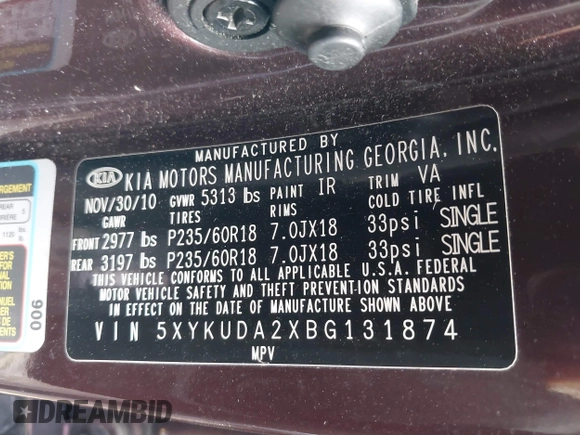 MANUFACTURED BY
KIA KIA MOTORS MANUFACTURING GEORGIA, INC.
NOV/30/10 GVWR 5313 lbs PAINT IR TRIM VA
GAWR TIRES RIMS COLD TIRE INFL
FRONT 2977 lbs P235/60R18 7.0JX18 33psi SINGLE
REAR 3197 lbs P235/60R18 7.0JX18 33psi SINGLE
THIS VEHICLE CONFORMS TO ALL APPLICABLE U.S.A. FEDERAL
MOTOR VEHICLE SAFETY AND THEFT PREVENTION STANDARDS
IN EFFECT ON THE DATE OF MANUFACTURE SHOWN ABOVE.
VIN 5XYKUDA2XBG131874
MPV
006
DREAMBID